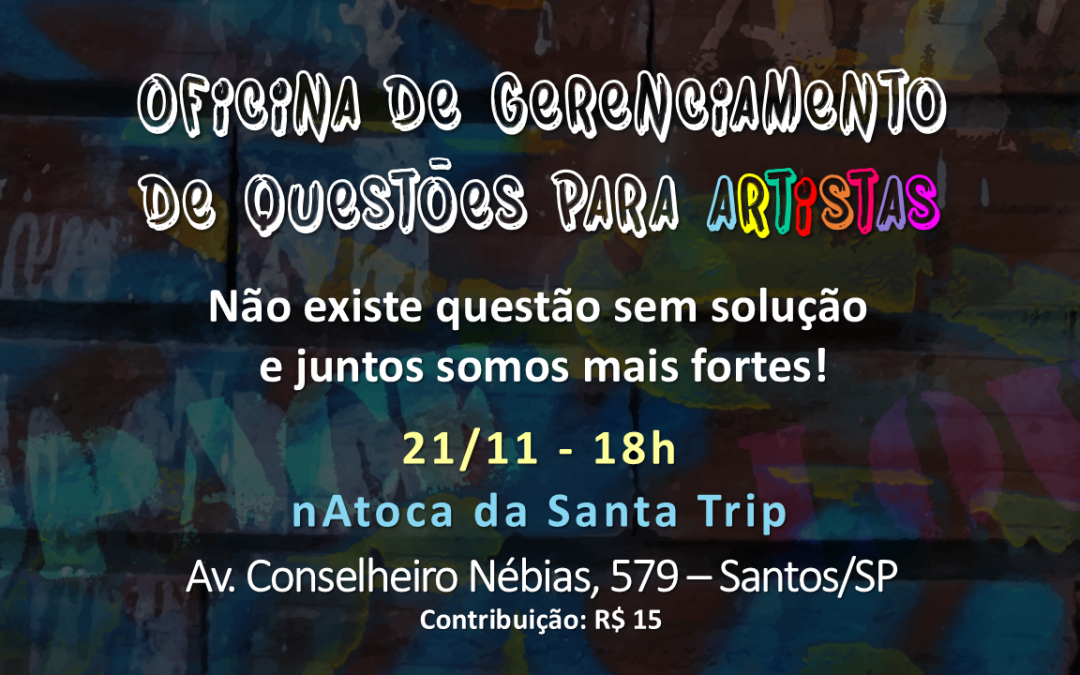 OFICINA DE GERENCIAMENTO
DE QUESTÕES PARA ARTISTAS
Não existe questão sem solução
e juntos somos mais fortes!
21/11 - 18h
nAtoca da Santa Trip
Av. Conselheiro Nébias, 579 – Santos/SP
Contribuição: R$ 15